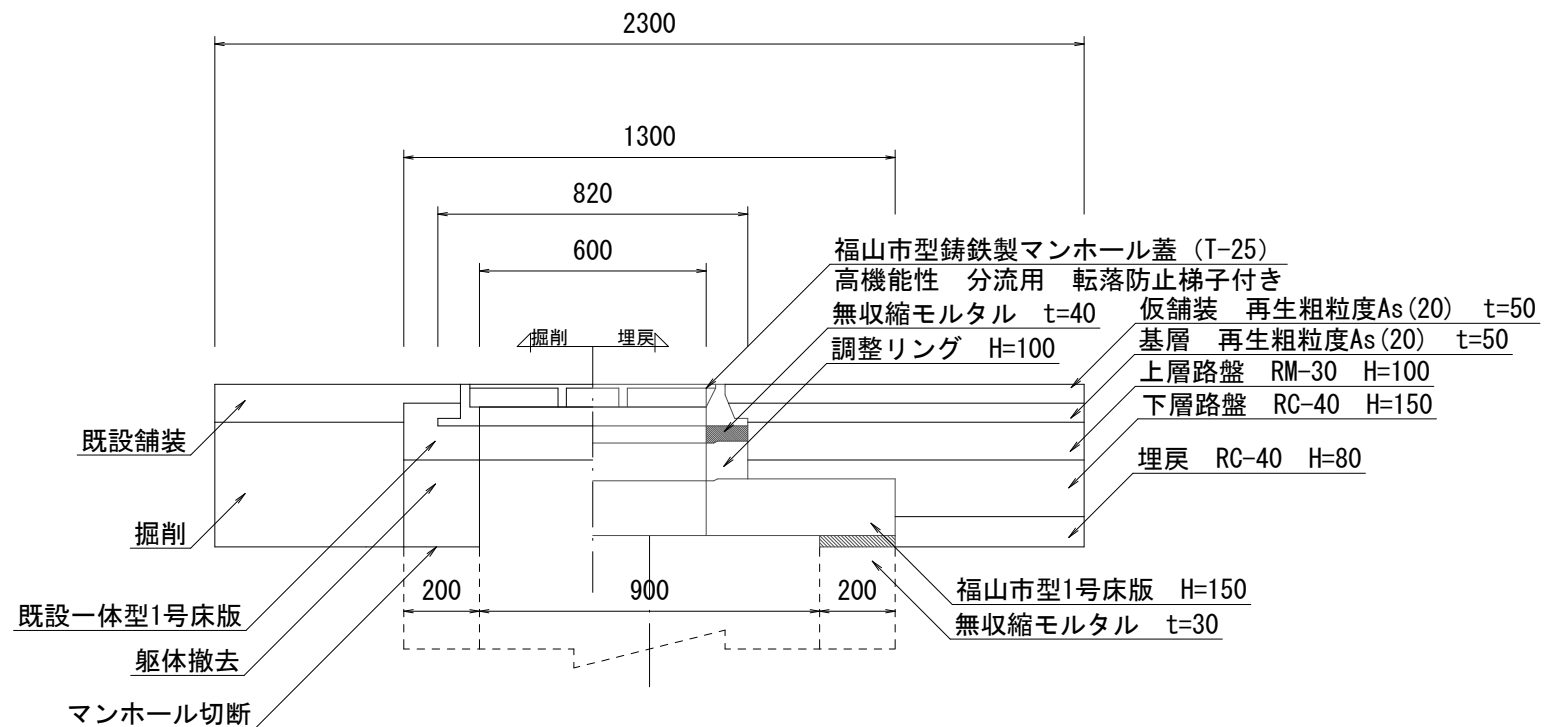 2300
1300
820
600
福山市型鋳鉄製マンホール蓋 (T-25)
高機能性　分流用　転落防止梯子付き
無収縮モルタル　t=40
調整リング　H=100
仮舗装　再生粗粒度As(20)　t=50
基層　再生粗粒度As(20)　t=50
上層路盤　RM-30　H=100
下層路盤　RC-40　H=150
埋戻　RC-40　H=80
掘削　埋戻
既設舗装
掘削
200　900　200
福山市型1号床版　H=150
無収縮モルタル　t=30
既設一体型1号床版
躯体撤去
マンホール切断